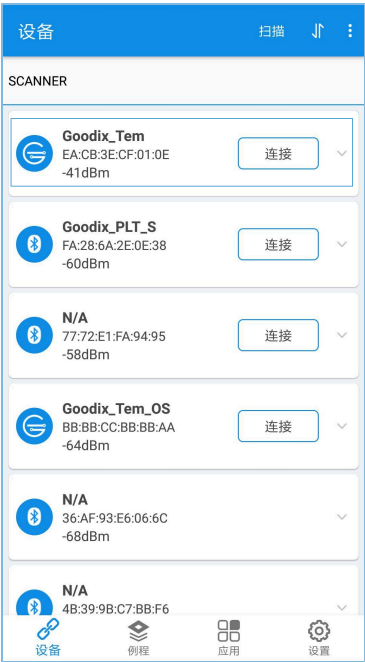 设备
扫描
SCANNER
Goodix_Tem
EA:CB:3E:CF:01:0E
连接
-41dBm
Goodix_PLT_S
FA:28:6A:2E:0E:38
连接
-60dBm
N/A
77:72:E1:FA:94:95
连接
-58dBm
Goodix_Tem_OS
BB:BB:CC:BB:BB:AA
连接
-64dBm
N/A
36:AF:93:E6:06:6C
-68dBm
N/A
4B:39:9B:C7:BB:F6
设备 例程 应用 设置